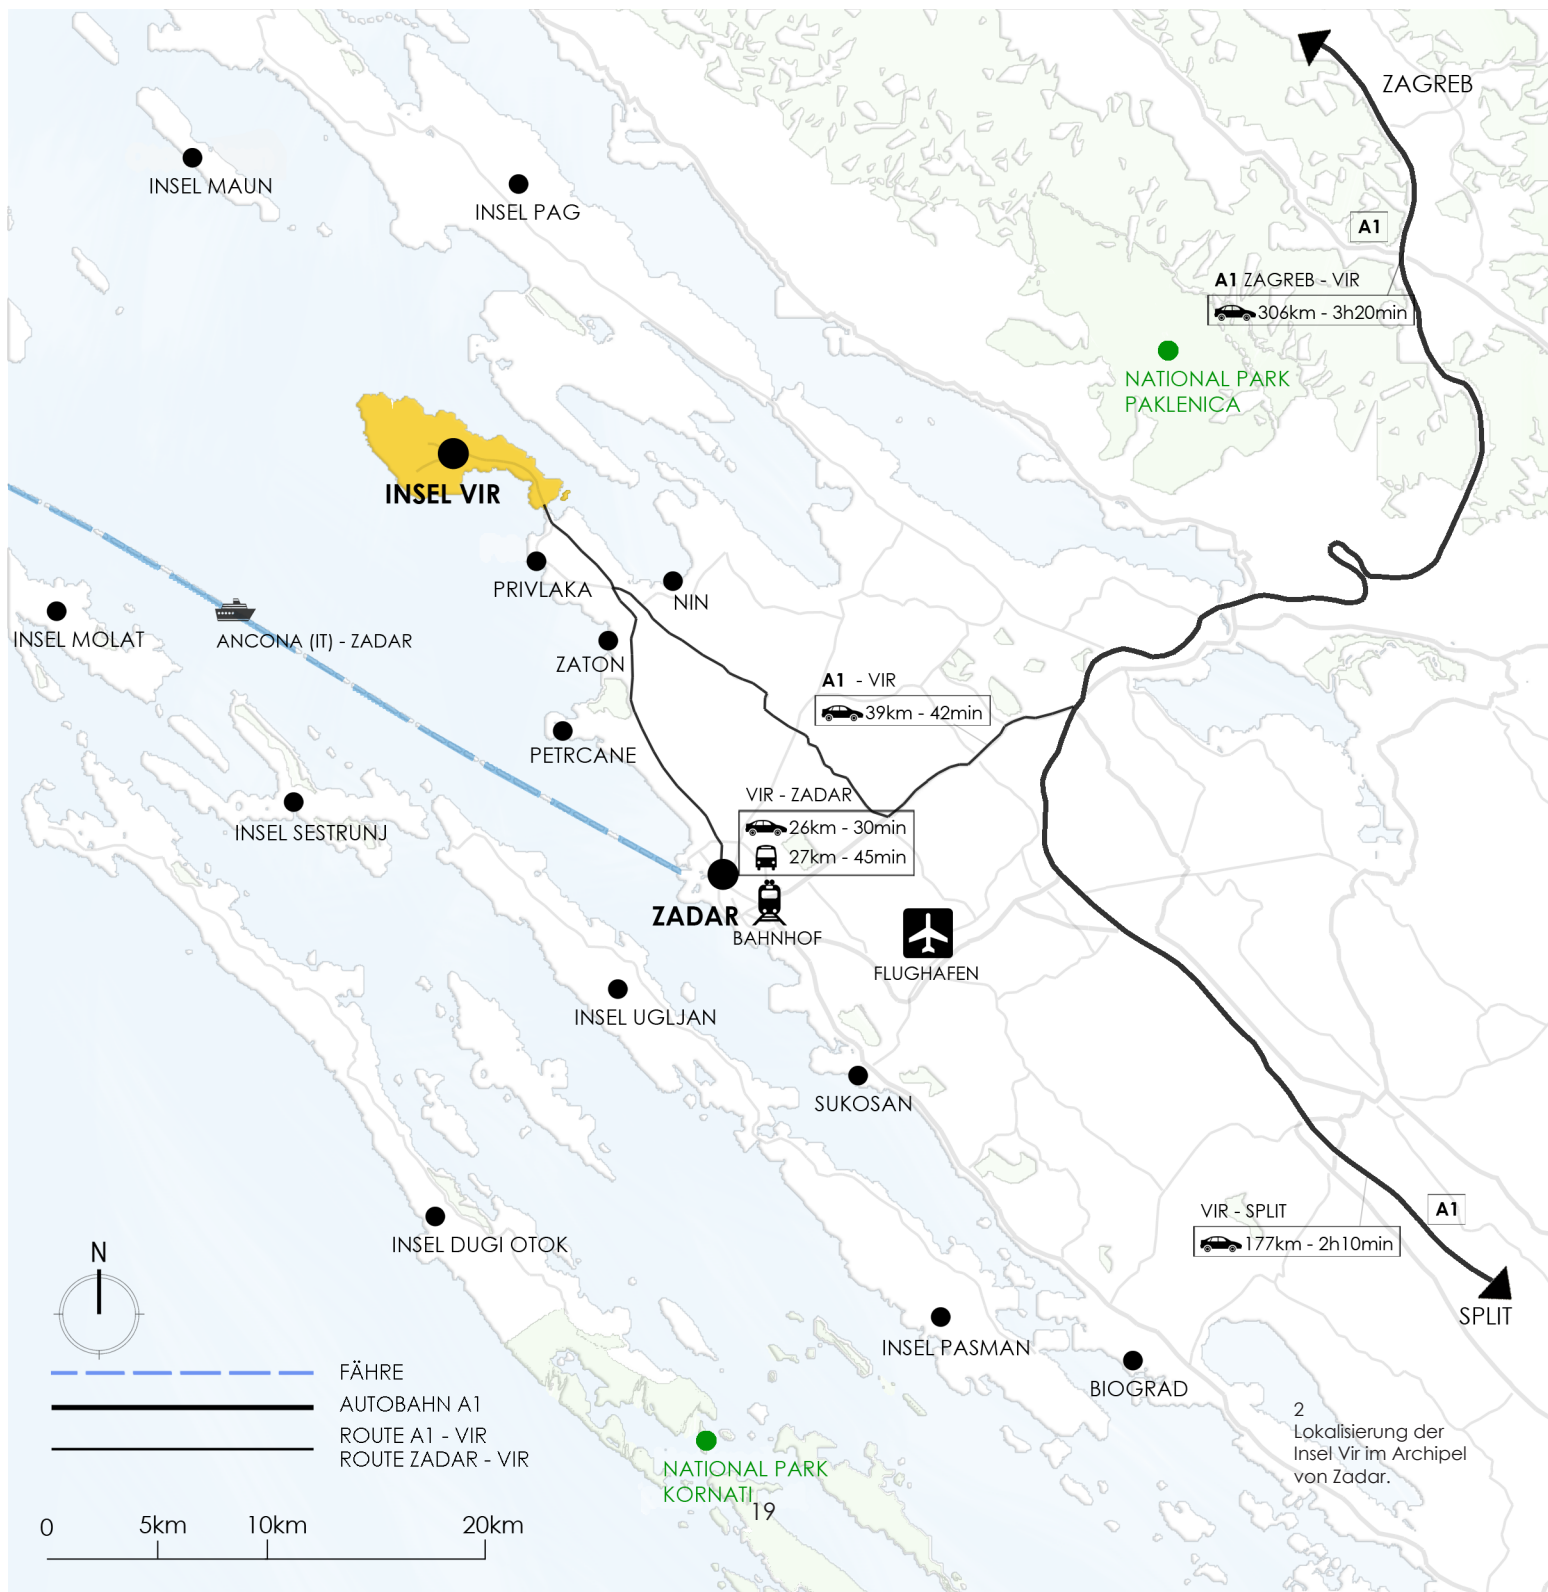 ZAGREB
INSEL MAUN
INSEL PAG
A1
A1 ZAGREB - VIR
306km - 3h20min
NATIONAL PARK
PAKLENICA
INSEL VIR
PRIVLAKA
NIN
INSEL MOLAT
ANCONA (IT) - ZADAR
ZATON
A1 - VIR
39km - 42min
PETRCANE
VIR - ZADAR
26km - 30min
27km - 45min
INSEL SESTRUNJ
ZADAR
BAHNHOF
FLUGHAFEN
INSEL UGLJAN
SUKOSAN
VIR - SPLIT
A1
177km - 2h10min
INSEL DUGI OTOK
SPLIT
INSEL PASMAN
BIOGRAD
N
FÄHRE
AUTOBAHN A1
ROUTE A1 - VIR
ROUTE ZADAR - VIR
NATIONAL PARK
KORNATI
2
Lokalisierung der
Insel Vir im Archipel
von Zadar.
19
0 5km 10km 20km